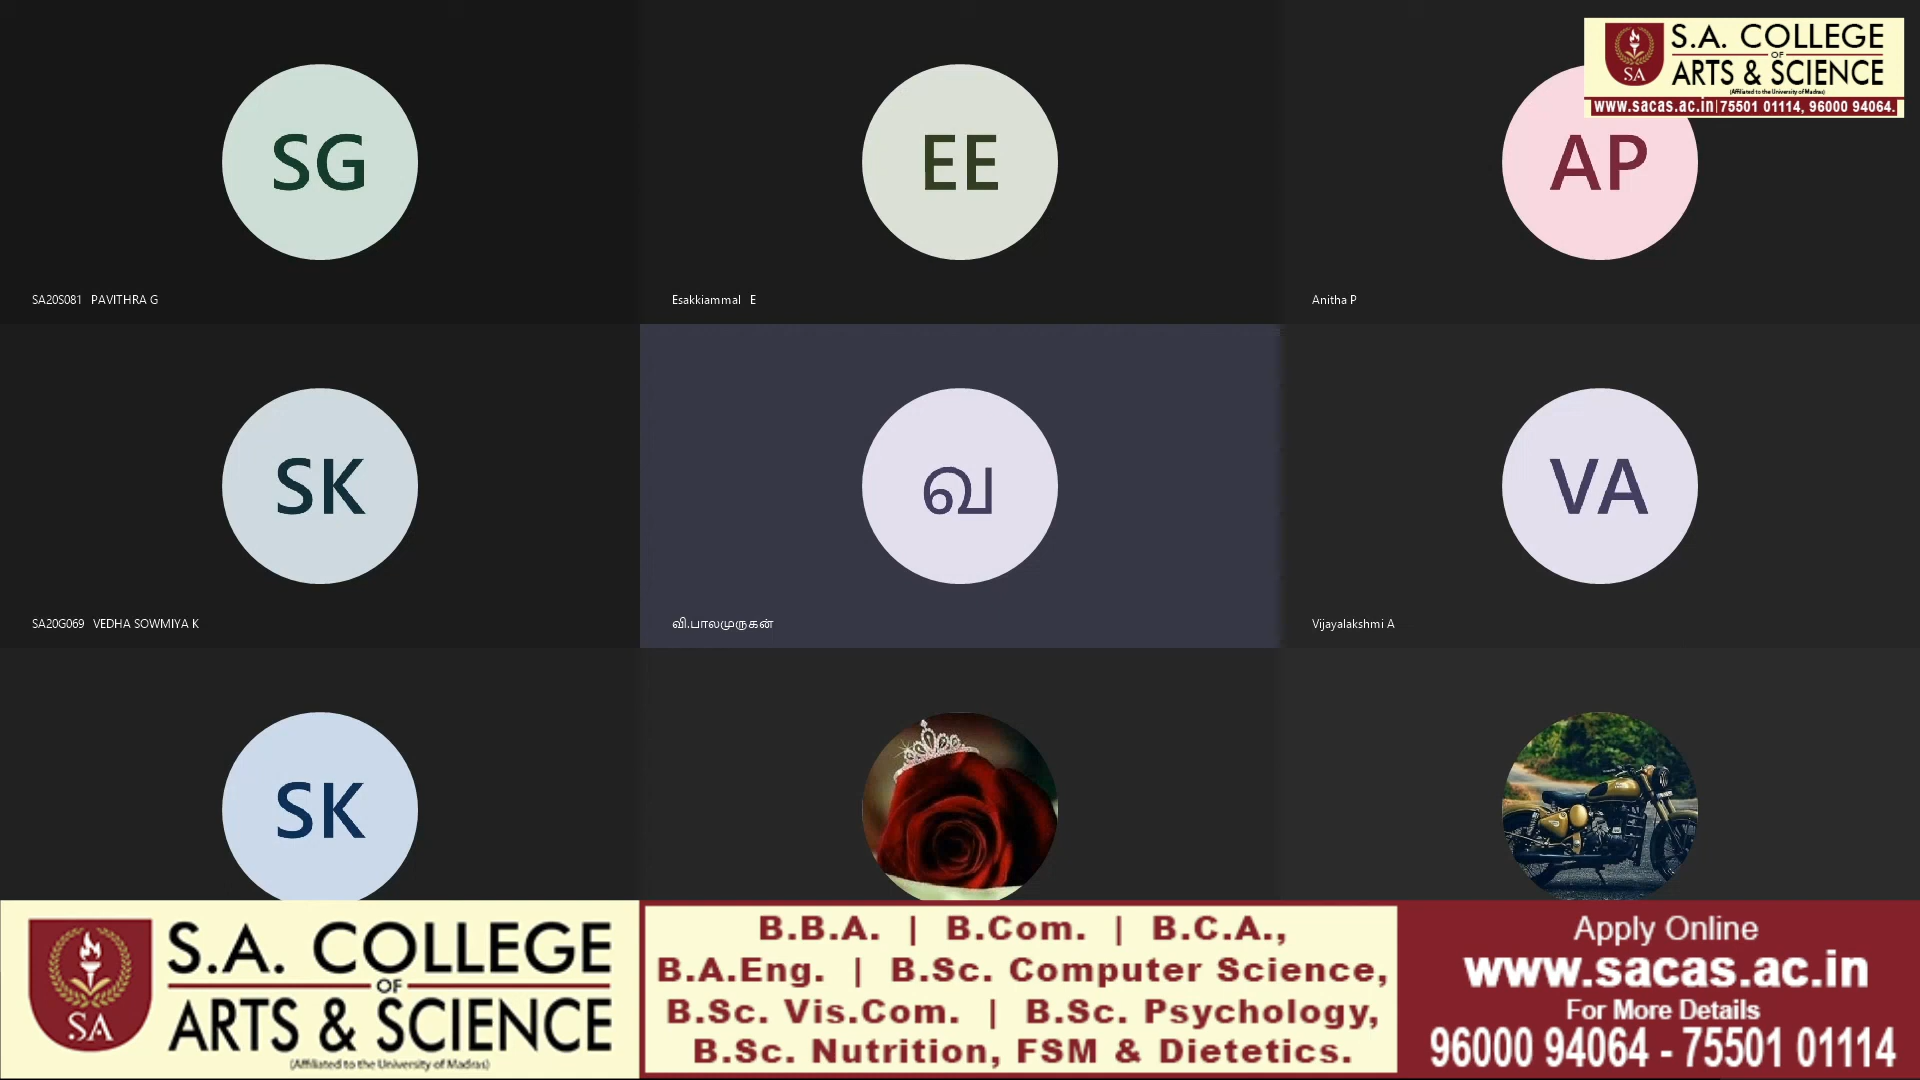 SG
SA20S081 PAVITHRA G
EE
Esakkiammal E
AP
Anitha P
S.A. COLLEGE
OF
ARTS & SCIENCE
(Affiliated to the University of Madras)
www.sacas.ac.in|75501 01114, 96000 94064.
SA
SK
SA20G069 VEDHA SOWMIYA K
வ
வி.பாலமுருகன்
VA
Vijayalakshmi A
SK
SA
S.A. COLLEGE
OF
ARTS & SCIENCE
(Affiliated to the University of Madras)
B.B.A. | B.Com. | B.C.A.,
B.A.Eng. | B.Sc. Computer Science,
B.Sc. Vis.Com. | B.Sc. Psychology,
B.Sc. Nutrition, FSM & Dietetics.
Apply Online
www.sacas.ac.in
For More Details
96000 94064 - 75501 01114